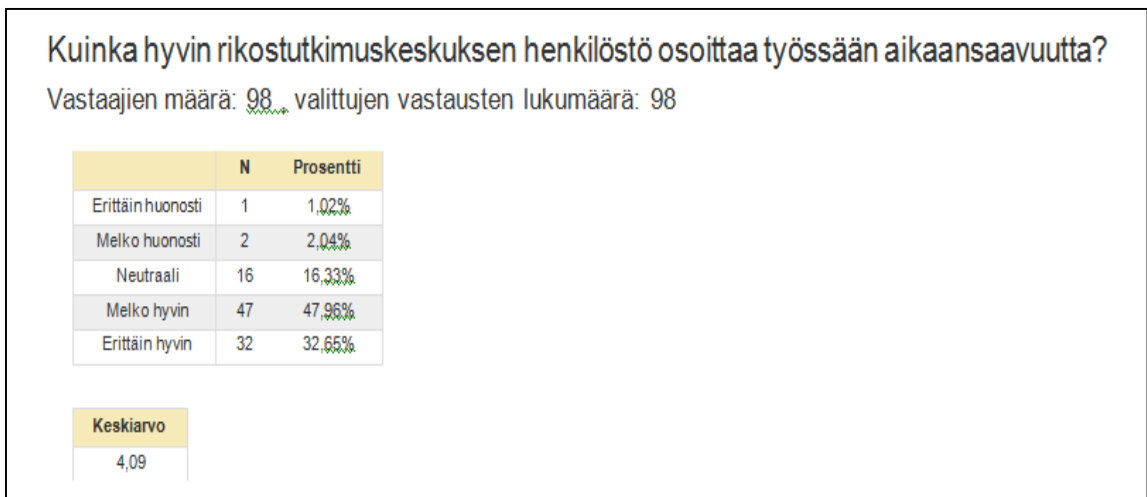 Kuinka hyvin rikostutkimuskeskuksen henkilöstö osoittaa työssään aikaansaavuutta?
Vastaajien määrä: 98 , valittujen vastausten lukumäärä: 98
N Prosentti
Erittäin huonosti 1 1,02%
Melko huonosti 2 2,04%
Neutraali 16 16,33%
Melko hyvin 47 47,96%
Erittäin hyvin 32 32,65%
Keskiarvo
4,09